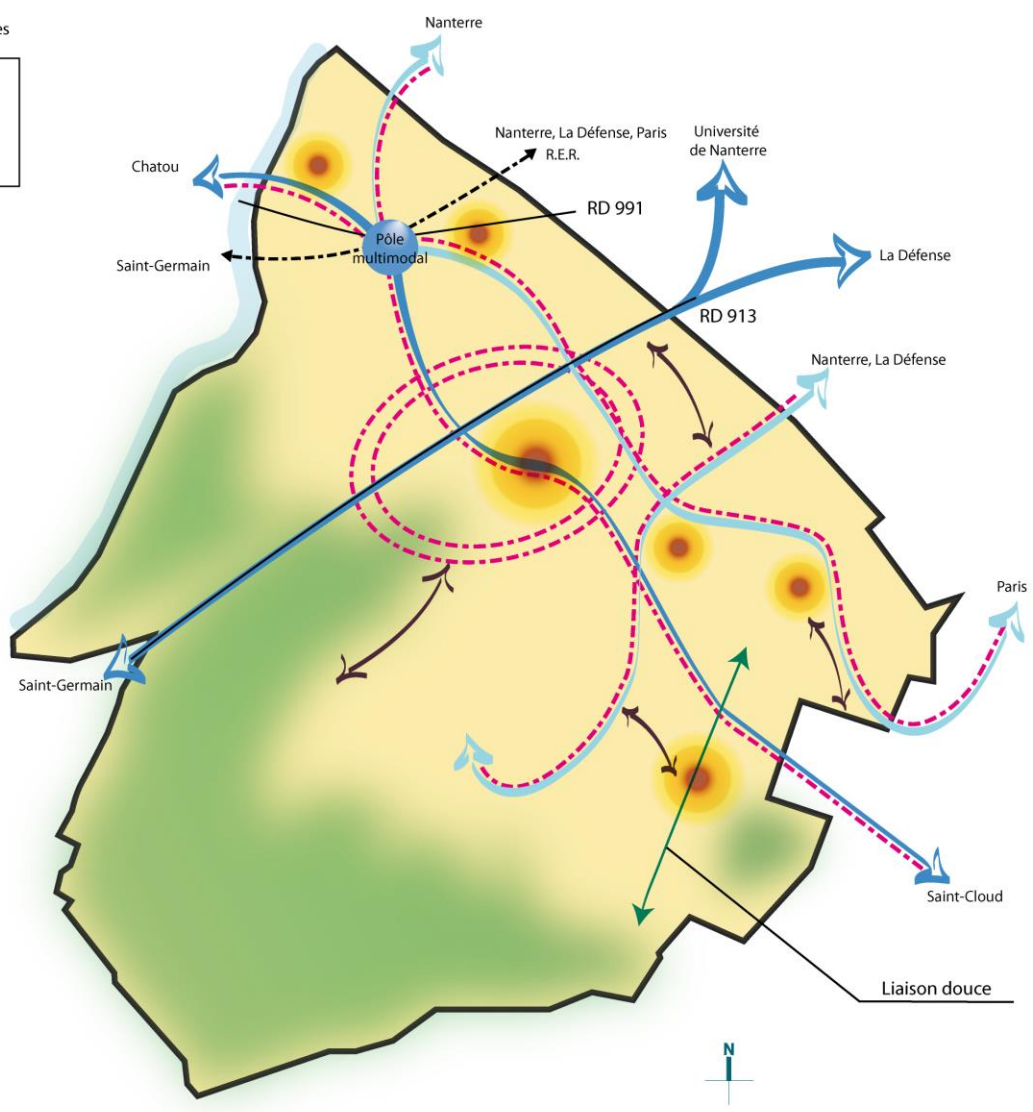 Nanterre
Nanterre, La Défense, Paris
R.E.R.
Université
de Nanterre
Chatou
RD 991
Pôle
multimodal
La Défense
Saint-Germain
RD 913
Nanterre, La Défense
Paris
Saint-Germain
Saint-Cloud
Liaison douce
N